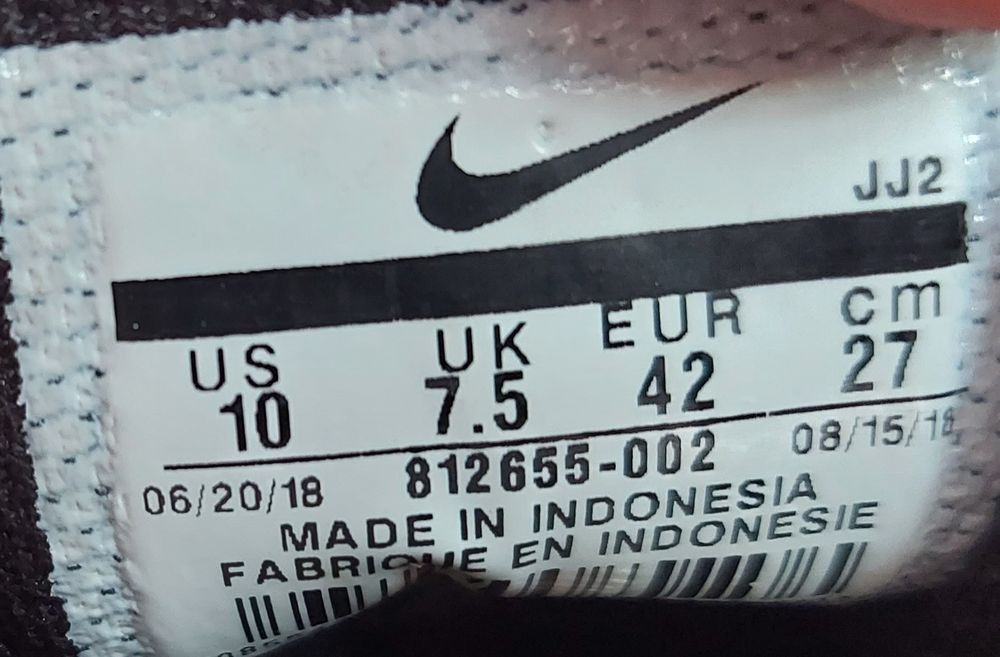 JJ2
US UK EUR cm
10 7.5 42 27
06/20/18 812655-002 08/15/18
MADE IN INDONESIA
FABRIQUE EN INDONESIE